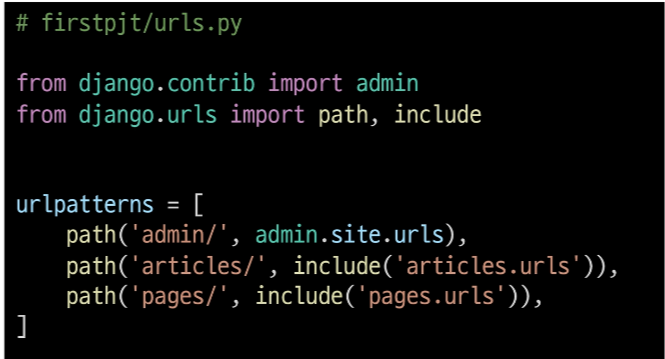 # firstpjt/urls.py
from django.contrib import admin
from django.urls import path, include
urlpatterns = [
    path('admin/', admin.site.urls),
    path('articles/', include('articles.urls')),
    path('pages/', include('pages.urls')),
]